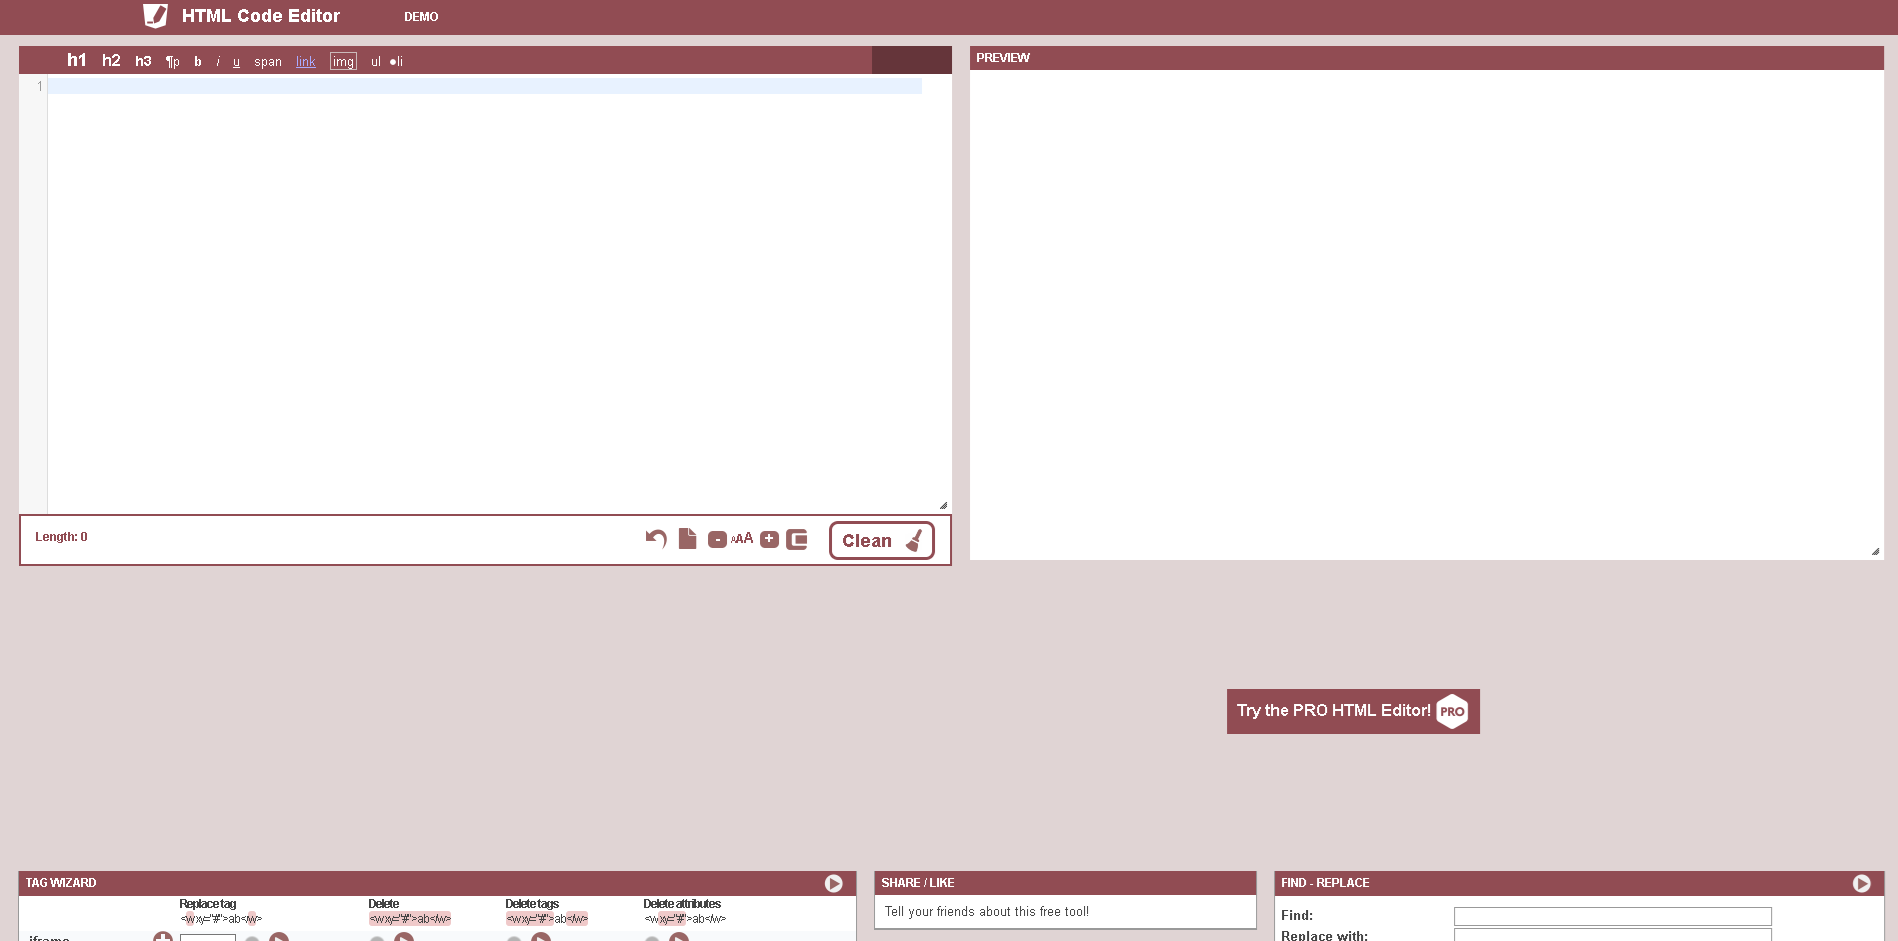 HTML Code Editor DEMO
h1 h2 h3 ¶p b i u span link img ul ●li
1
Length: 0
- AAA + Clean
PREVIEW
Try the PRO HTML Editor! PRO
TAG WIZARD
Replace tag Delete Delete tags Delete attributes
<w xy="#">ab</w> <w xy="#">ab</w> <w xy="#">ab</w> <w xy="#">ab</w>
iframe
SHARE / LIKE
Tell your friends about this free tool!
FIND - REPLACE
Find:
Replace with: